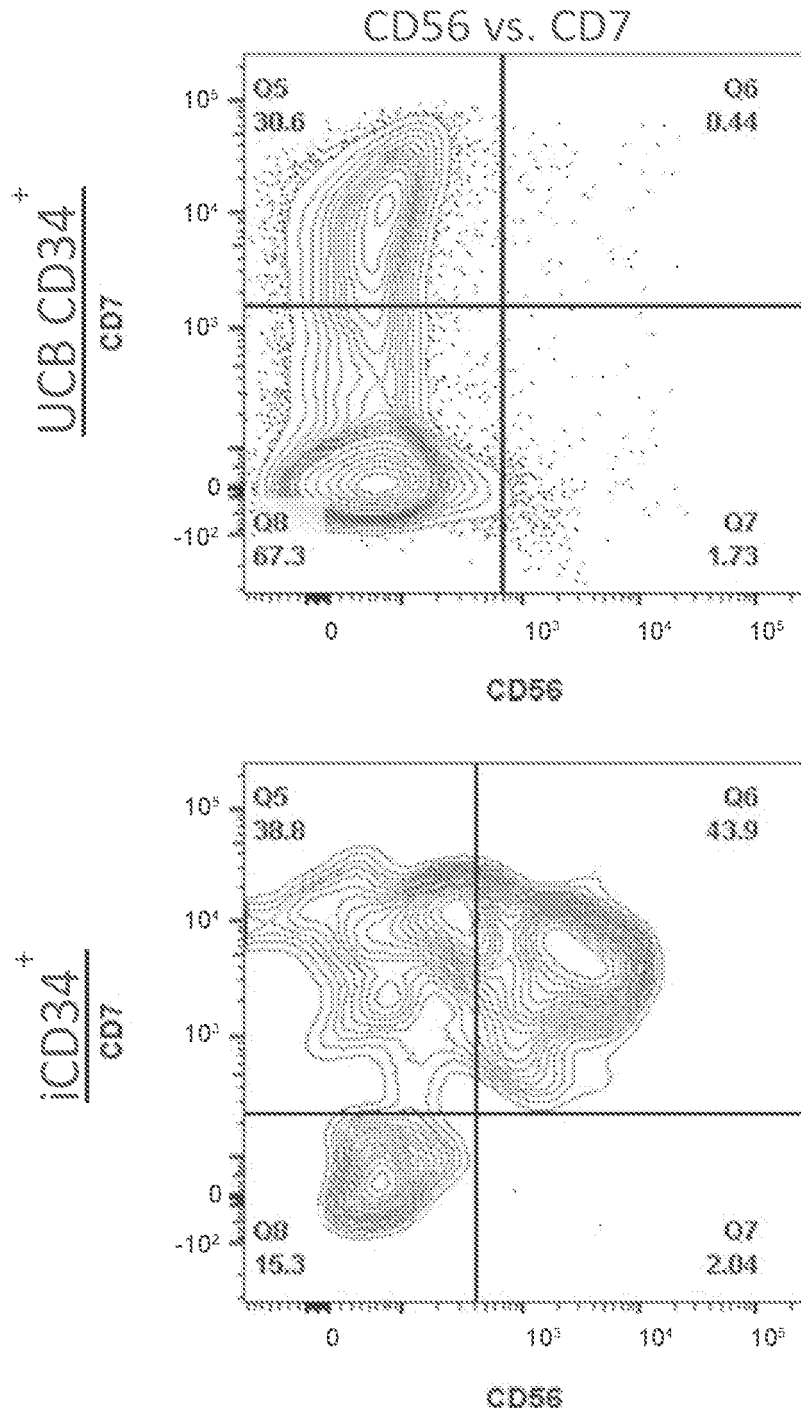 CD56 vs. CD7
UCB CD34+
CD7
Q5
30.6
Q6
0.44
Q8
67.3
Q7
1.73
10⁵
10⁴
10³
0
-10²
0
10³
10⁴
10⁵
CD56
iCD34+
CD7
Q5
38.8
Q6
43.9
Q8
15.3
Q7
2.04
10⁵
10⁴
10³
0
-10²
0
10³
10⁴
10⁵
CD56